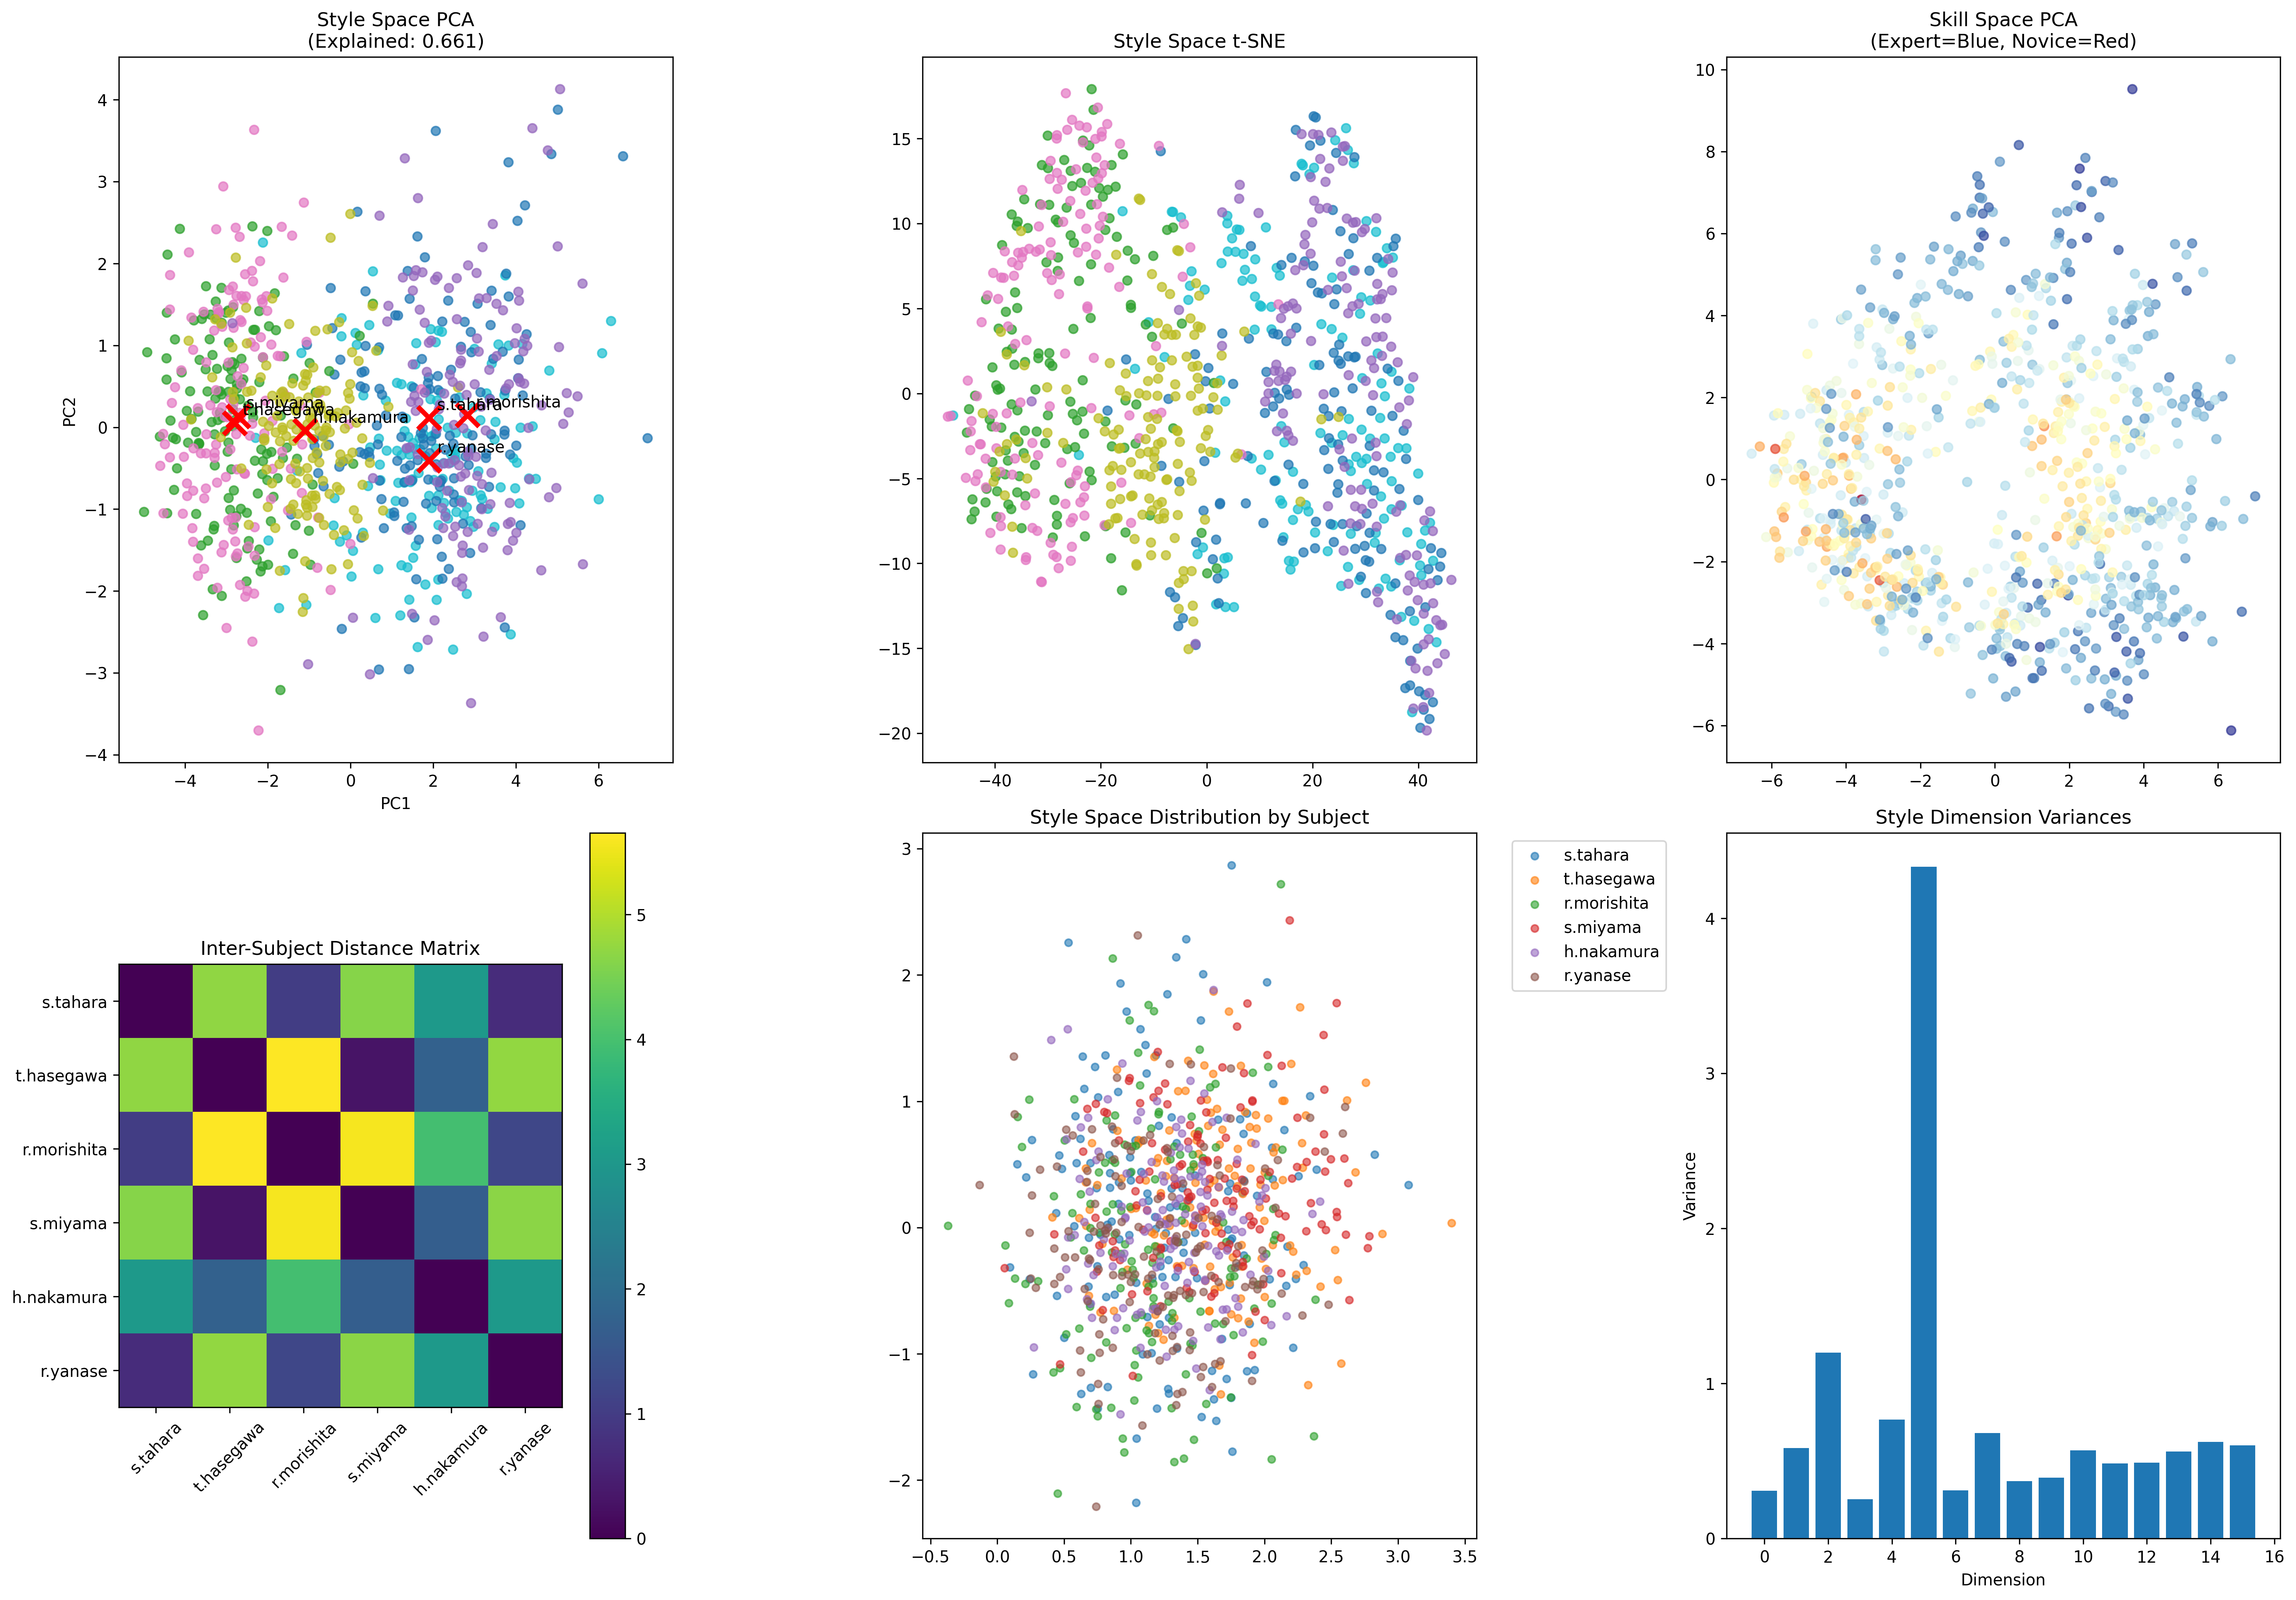 Style Space PCA
(Explained: 0.661)
4
3
2
1
0
−1
−2
−3
−4
PC2
s.miyama
t.hasegawa
h.nakamura
s.tahara
r.morishita
r.yanase
−4
−2
0
2
4
6
PC1
Style Space t-SNE
15
10
5
0
−5
−10
−15
−20
−40
−20
0
20
40
Skill Space PCA
(Expert=Blue, Novice=Red)
10
8
6
4
2
0
−2
−4
−6
−6
−4
−2
0
2
4
6
Inter-Subject Distance Matrix
s.tahara
t.hasegawa
r.morishita
s.miyama
h.nakamura
r.yanase
s.tahara
t.hasegawa
r.morishita
s.miyama
h.nakamura
r.yanase
5
4
3
2
1
0
Style Space Distribution by Subject
3
2
1
0
−1
−2
−0.5
0.0
0.5
1.0
1.5
2.0
2.5
3.0
3.5
s.tahara
t.hasegawa
r.morishita
s.miyama
h.nakamura
r.yanase
Style Dimension Variances
4
3
2
1
0
Variance
0
2
4
6
8
10
12
14
16
Dimension